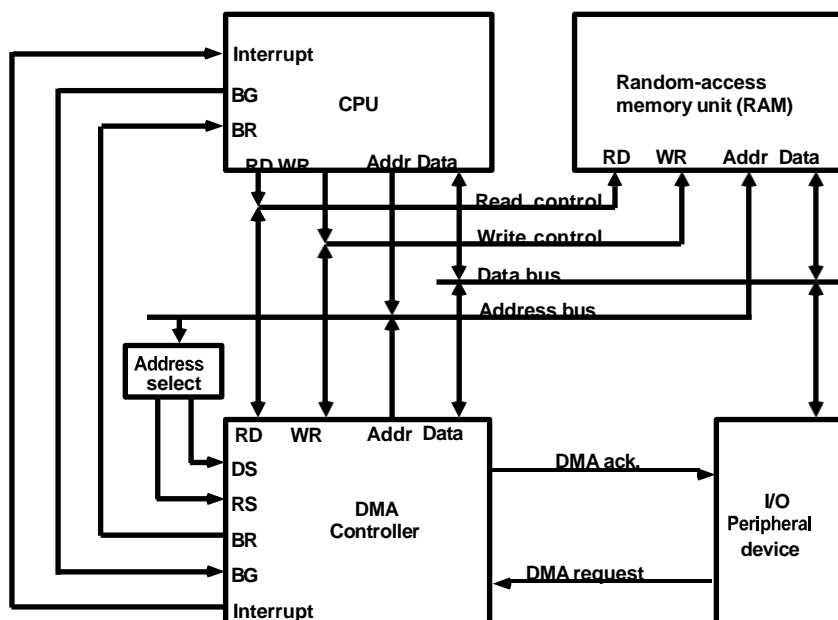 Interrupt
BG
CPU
BR
RD WR
Addr Data
Random-access
memory unit (RAM)
RD
WR
Addr
Data
Read control
Write control
Data bus
Address bus
Address
select
RD
WR
Addr
Data
DS
RS
BR
BG
Interrupt
DMA
Controller
DMA ack.
DMA request
I/O
Peripheral
device